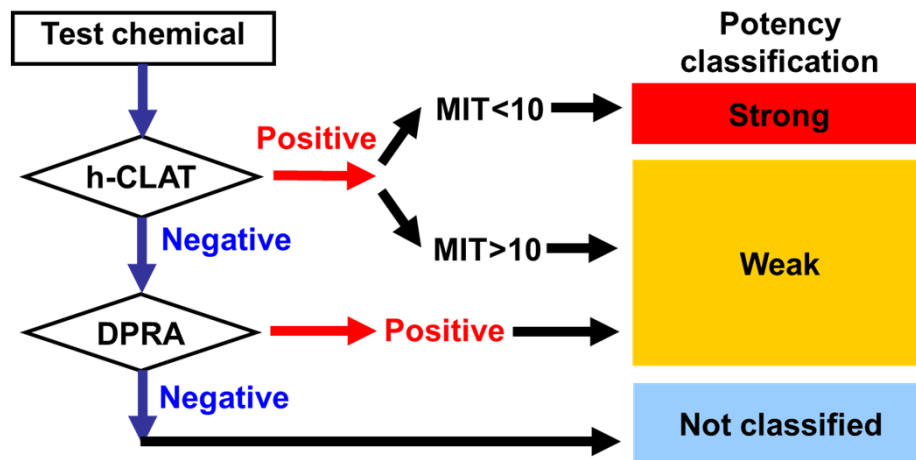 Test chemical
Potency
classification
MIT<10
Strong
Positive
h-CLAT
Negative
MIT>10
Weak
DPRA
Positive
Negative
Not classified